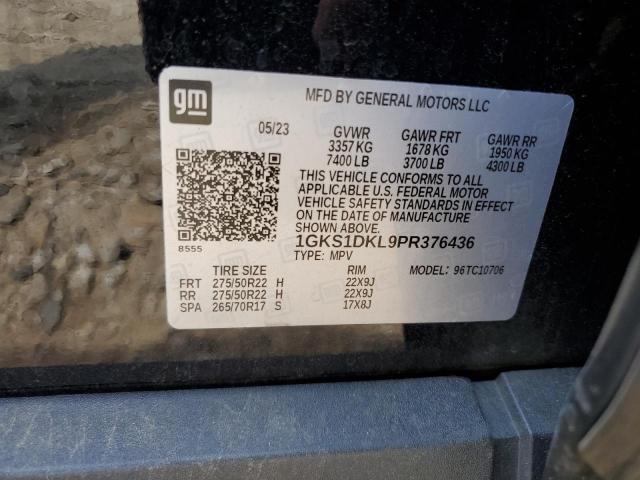 gm
MFD BY GENERAL MOTORS LLC
05/23 GVWR GAWR FRT GAWR RR
3357 KG 1678 KG 1950 KG
7400 LB 3700 LB 4300 LB
THIS VEHICLE CONFORMS TO ALL
APPLICABLE U.S. FEDERAL MOTOR
VEHICLE SAFETY STANDARDS IN EFFECT
ON THE DATE OF MANUFACTURE
SHOWN ABOVE.
8555
1GKS1DKL9PR376436
TYPE: MPV
MODEL: 96TC10706
TIRE SIZE RIM
FRT 275/50R22 H 22X9J
RR 275/50R22 H 22X9J
SPA 265/70R17 S 17X8J